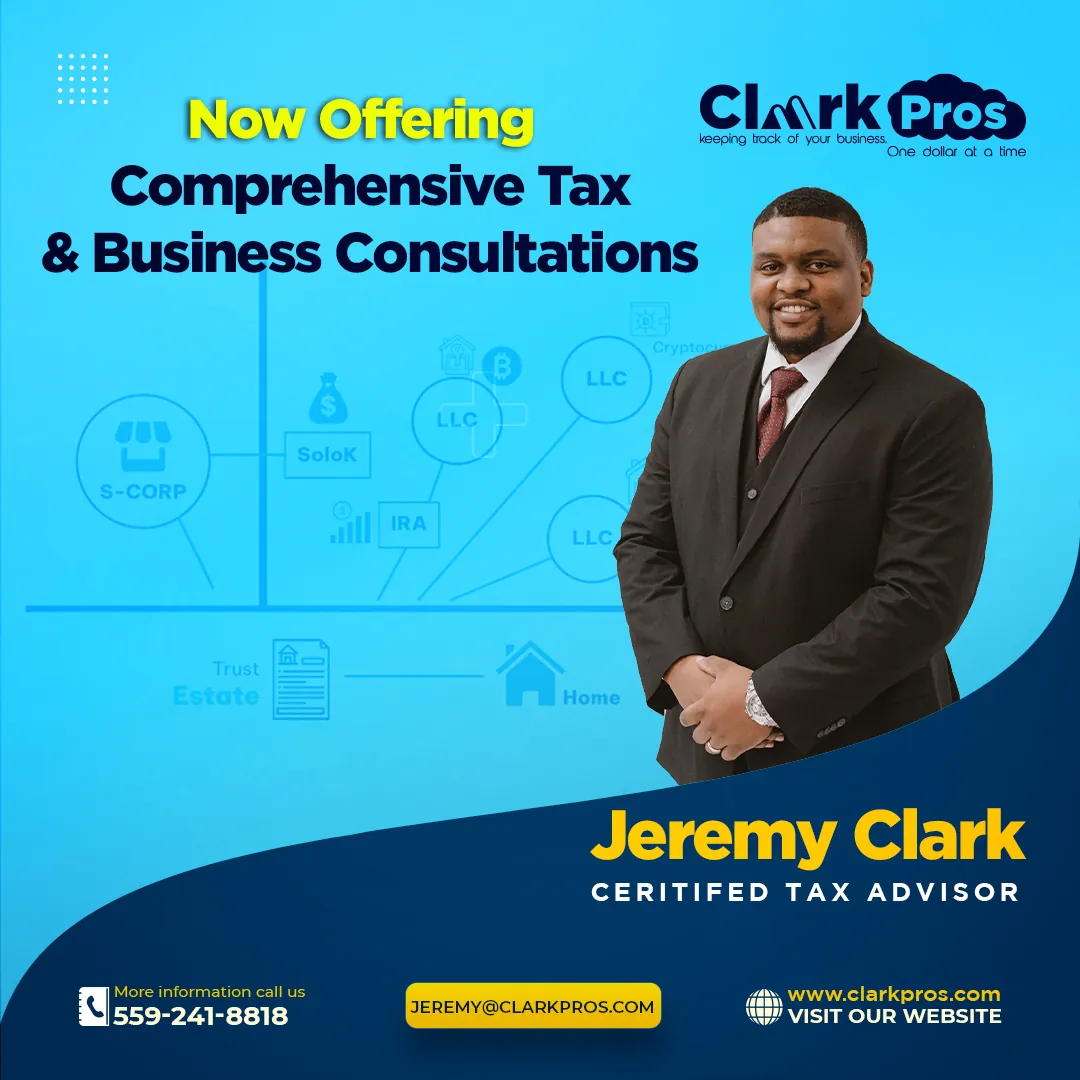 Now Offering
Comprehensive Tax
& Business Consultations
Clark Pros
keeping track of your business.
One dollar at a time
S-CORP
SoloK
LLC
IRA
LLC
LLC
Trust
Estate
Home
Jeremy Clark
CERITIFED TAX ADVISOR
More information call us
559-241-8818
JEREMY@CLARKPROS.COM
www.clarkpros.com
VISIT OUR WEBSITE